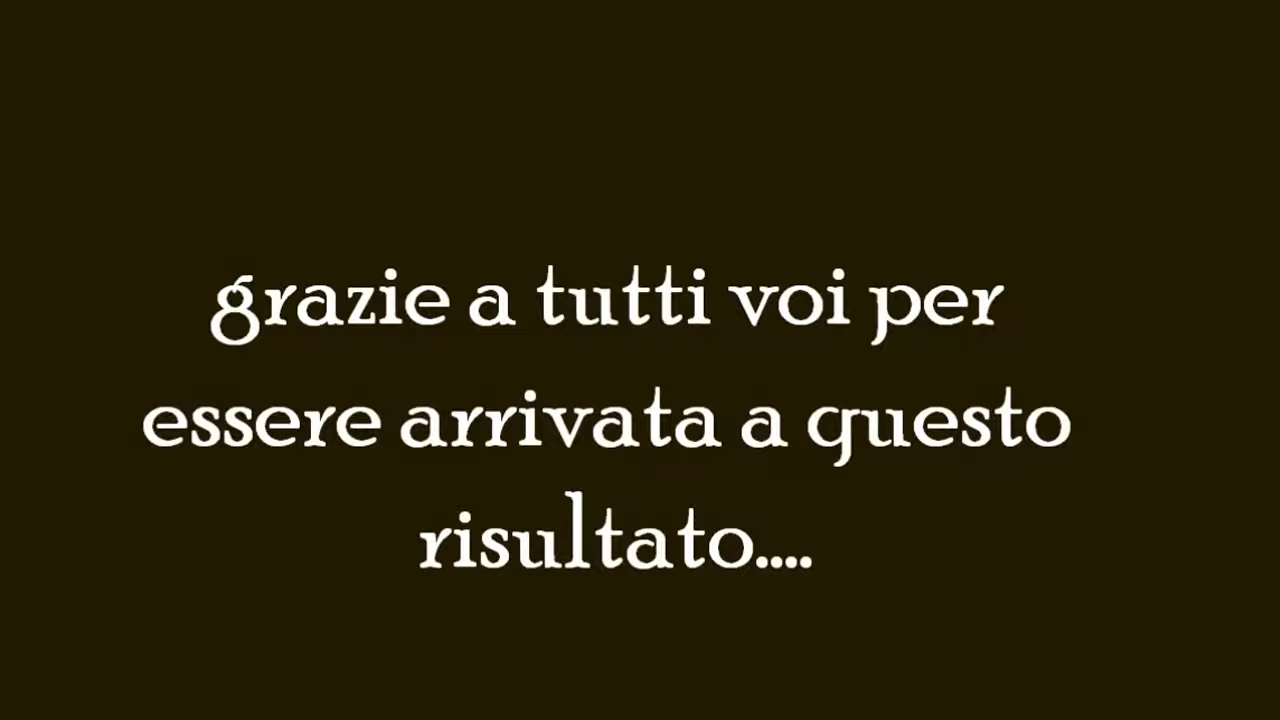 grazie a tutti voi per
essere arrivata a questo
risultato....